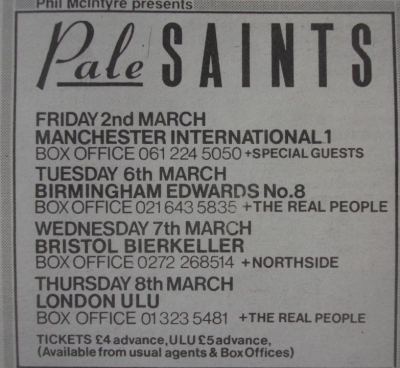 Phil McIntyre presents
Pale SAINTS
FRIDAY 2nd MARCH
MANCHESTER INTERNATIONAL 1
BOX OFFICE 061 224 5050 +SPECIAL GUESTS
TUESDAY 6th MARCH
BIRMINGHAM EDWARDS No.8
BOX OFFICE 021 643 5835 +THE REAL PEOPLE
WEDNESDAY 7th MARCH
BRISTOL BIERKELLER
BOX OFFICE 0272 268514 +NORTHSIDE
THURSDAY 8th MARCH
LONDON ULU
BOX OFFICE 01 323 5481 +THE REAL PEOPLE
TICKETS £4 advance, ULU £5 advance,
(Available from usual agents & Box Offices)